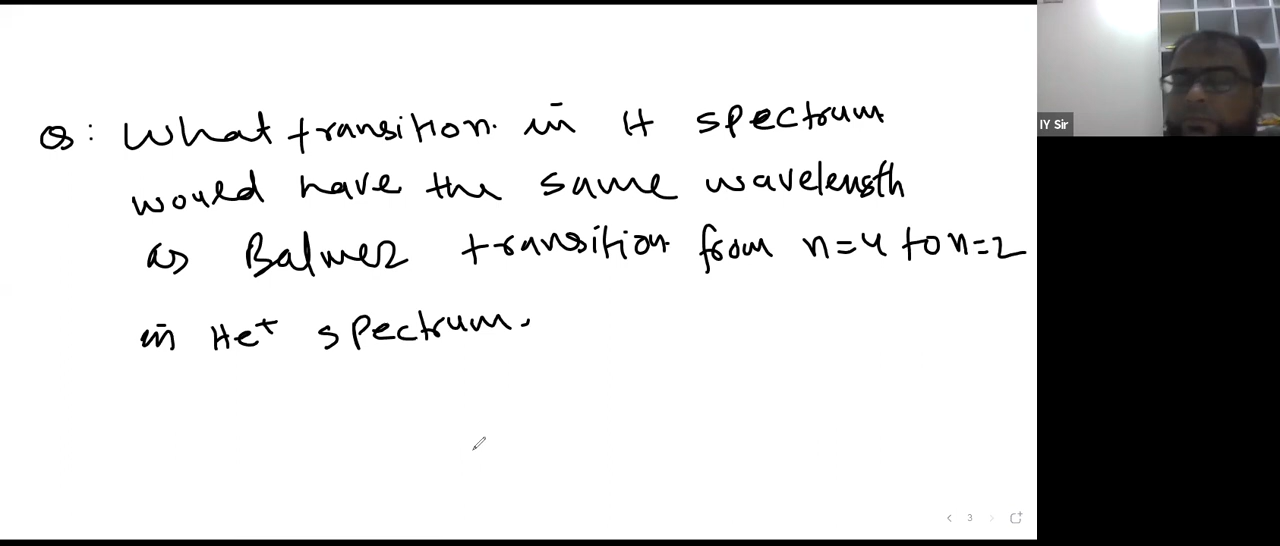 Q: What transition in H spectrum
would have the same wavelength
as Balmer transition from n=4 to n=2
in He+ spectrum.
IY Sir
3